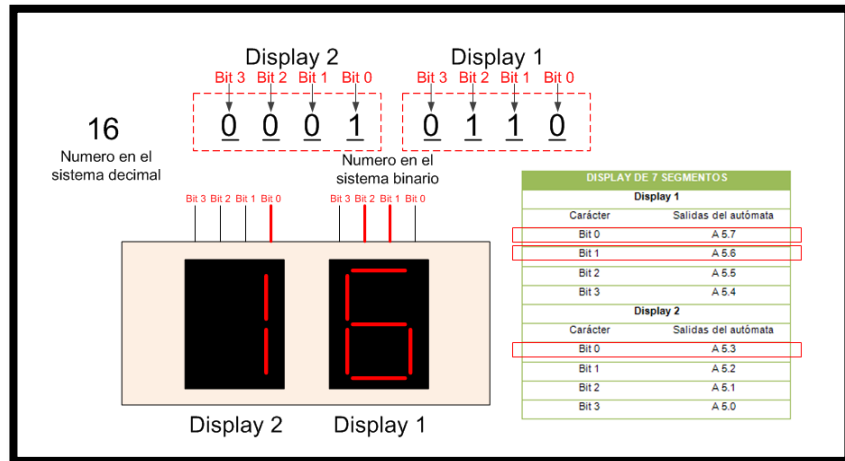 Display 2 Display 1
Bit 3 Bit 2 Bit 1 Bit 0 Bit 3 Bit 2 Bit 1 Bit 0
0 0 0 1 0 1 1 0
16
Numero en el
sistema decimal
Numero en el
sistema binario
Bit 3 Bit 2 Bit 1 Bit 0 Bit 3 Bit 2 Bit 1 Bit 0
16
Display 2 Display 1
DISPLAY DE 7 SEGMENTOS
Display 1
Carácter Salidas del autómata
Bit 0 A 5.7
Bit 1 A 5.6
Bit 2 A 5.5
Bit 3 A 5.4
Display 2
Carácter Salidas del autómata
Bit 0 A 5.3
Bit 1 A 5.2
Bit 2 A 5.1
Bit 3 A 5.0